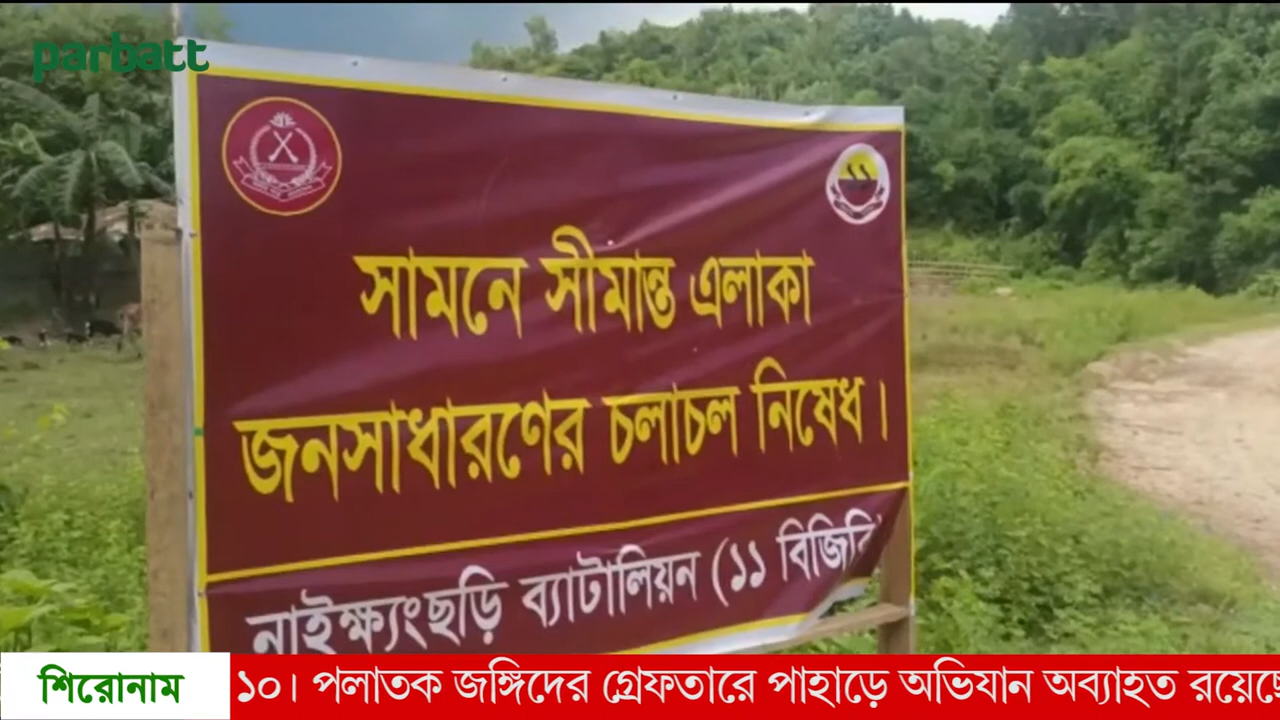 parbatt
সামনে সীমান্ত এলাকা
জনসাধারণের চলাচল নিষেধ।
নাইক্ষ্যংছড়ি ব্যাটালিয়ন (১১ বিজিবি
শিরোনাম
১০। পলাতক জঙ্গিদের গ্রেফতারে পাহাড়ে অভিযান অব্যাহত রয়েছে